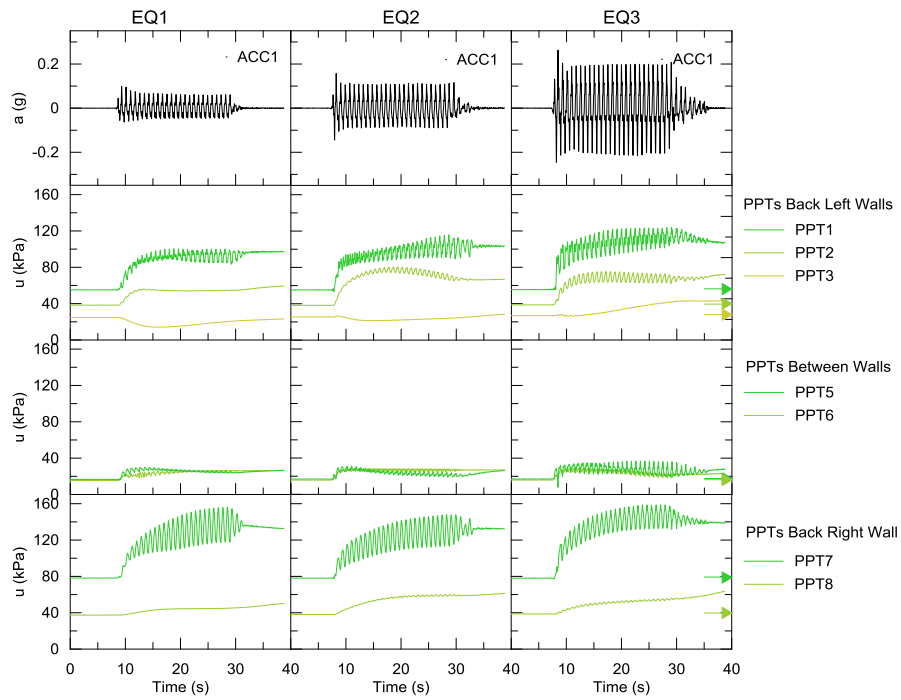 EQ1 EQ2 EQ3
ACC1 ACC1 ACC1
0.2
0
-0.2
a (g)
160
120
80
40
0
u (kPa)
PPTs Back Left Walls
PPT1
PPT2
PPT3
160
120
80
40
0
u (kPa)
PPTs Between Walls
PPT5
PPT6
160
120
80
40
0
u (kPa)
PPTs Back Right Wall
PPT7
PPT8
0 10 20 30 40 10 20 30 40 10 20 30 40
Time (s) Time (s) Time (s)